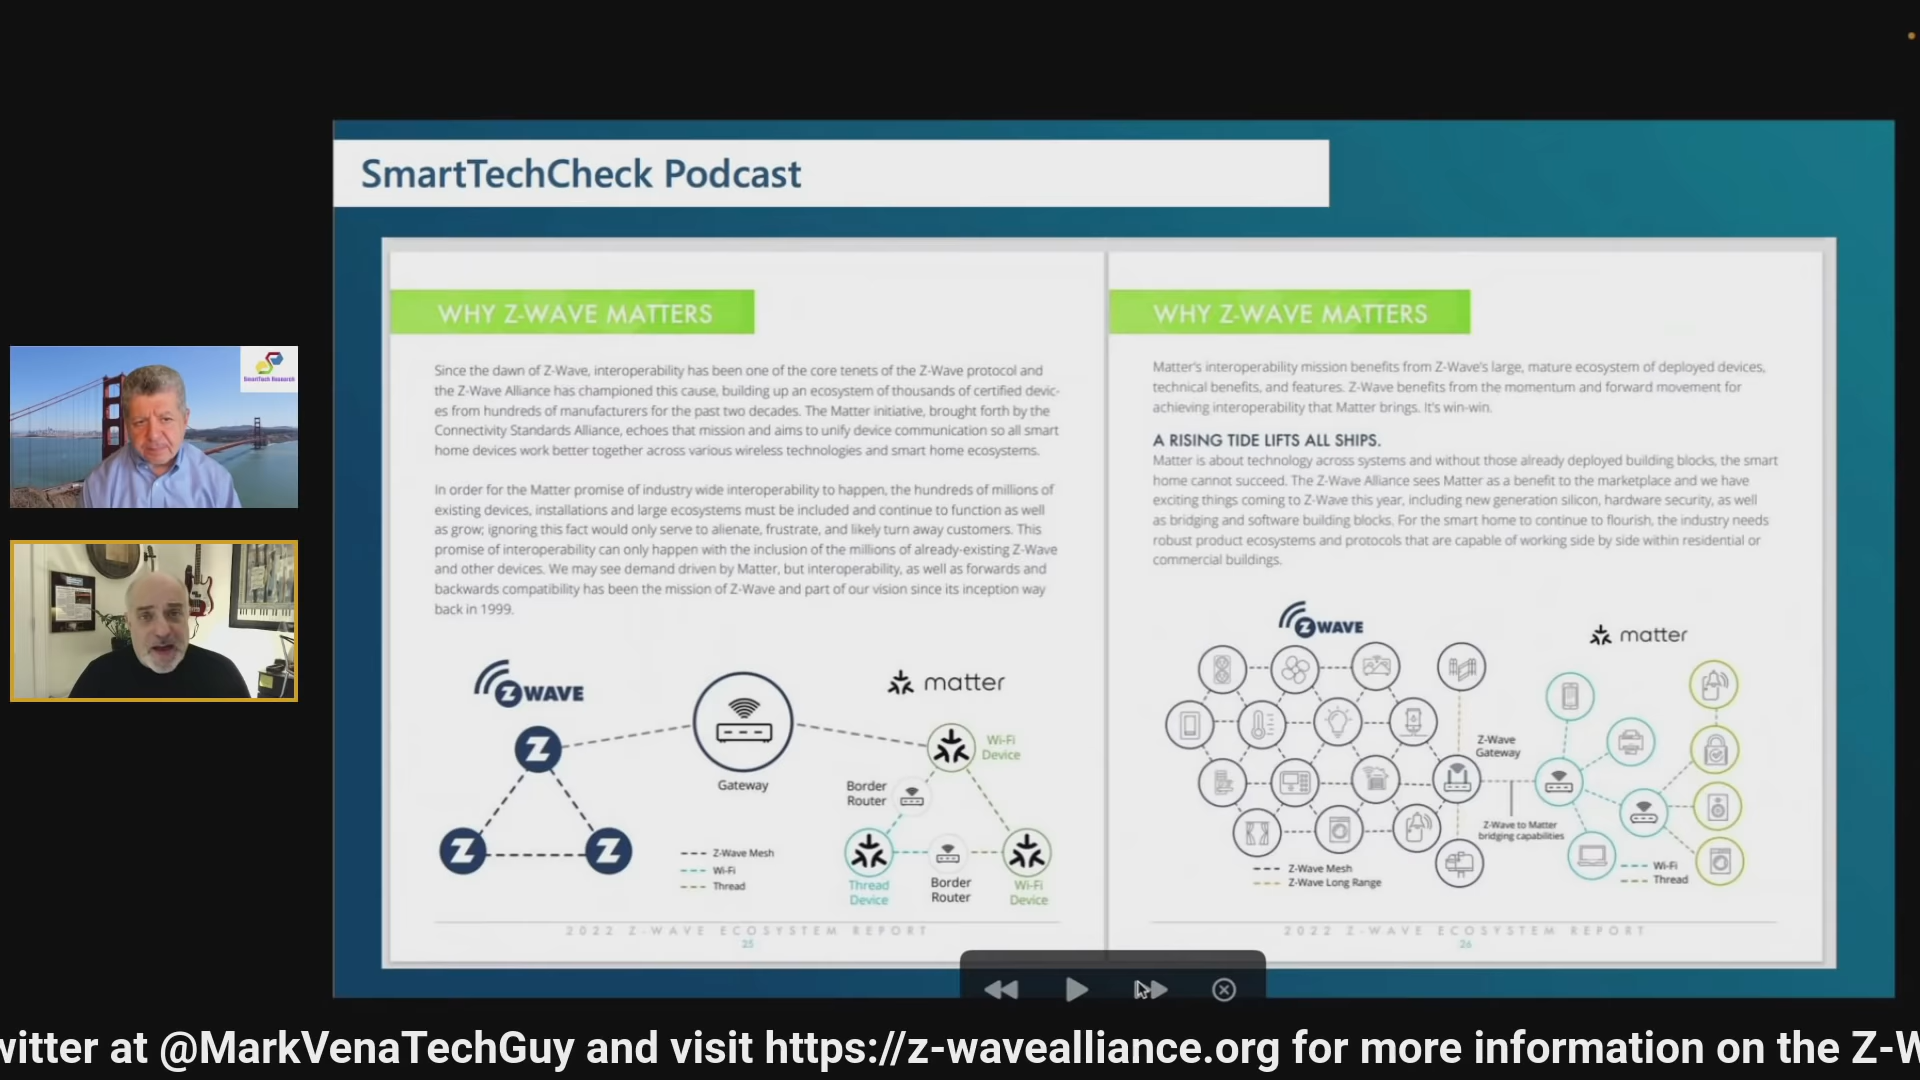 SmartTechCheck Podcast
SmartTech Research
WHY Z-WAVE MATTERS
Since the dawn of Z-Wave, interoperability has been one of the core tenets of the Z-Wave protocol and
the Z-Wave Alliance has championed this cause, building up an ecosystem of thousands of certified devic-
es from hundreds of manufacturers for the past two decades. The Matter initiative, brought forth by the
Connectivity Standards Alliance, echoes that mission and aims to unify device communication so all smart
home devices work better together across various wireless technologies and smart home ecosystems.
In order for the Matter promise of industry wide interoperability to happen, the hundreds of millions of
existing devices, installations and large ecosystems must be included and continue to function as well
as grow; ignoring this fact would only serve to alienate, frustrate, and likely turn away customers. This
promise of interoperability can only happen with the inclusion of the millions of already-existing Z-Wave
and other devices. We may see demand driven by Matter, but interoperability, as well as forwards and
backwards compatibility has been the mission of Z-Wave and part of our vision since its inception way
back in 1999.
Z WAVE
matter
Z
Wi-Fi
Device
Gateway
Border
Router
Z
Z
Z-Wave Mesh
Wi-Fi
Thread
Thread
Device
Border
Router
Wi-Fi
Device
2022 Z-WAVE ECOSYSTEM REPORT
25
WHY Z-WAVE MATTERS
Matter's interoperability mission benefits from Z-Wave's large, mature ecosystem of deployed devices,
technical benefits, and features. Z-Wave benefits from the momentum and forward movement for
achieving interoperability that Matter brings. It's win-win.
A RISING TIDE LIFTS ALL SHIPS.
Matter is about technology across systems and without those already deployed building blocks, the smart
home cannot succeed. The Z-Wave Alliance sees Matter as a benefit to the marketplace and we have
exciting things coming to Z-Wave this year, including new generation silicon, hardware security, as well
as bridging and software building blocks. For the smart home to continue to flourish, the industry needs
robust product ecosystems and protocols that are capable of working side by side within residential or
commercial buildings.
Z WAVE
matter
Z-Wave
Gateway
Z-Wave to Matter
bridging capabilities
Z-Wave Mesh
Z-Wave Long Range
Wi-Fi
Thread
2022 Z-WAVE ECOSYSTEM REPORT
26
witter at @MarkVenaTechGuy and visit https://z-wavealliance.org for more information on the Z-W